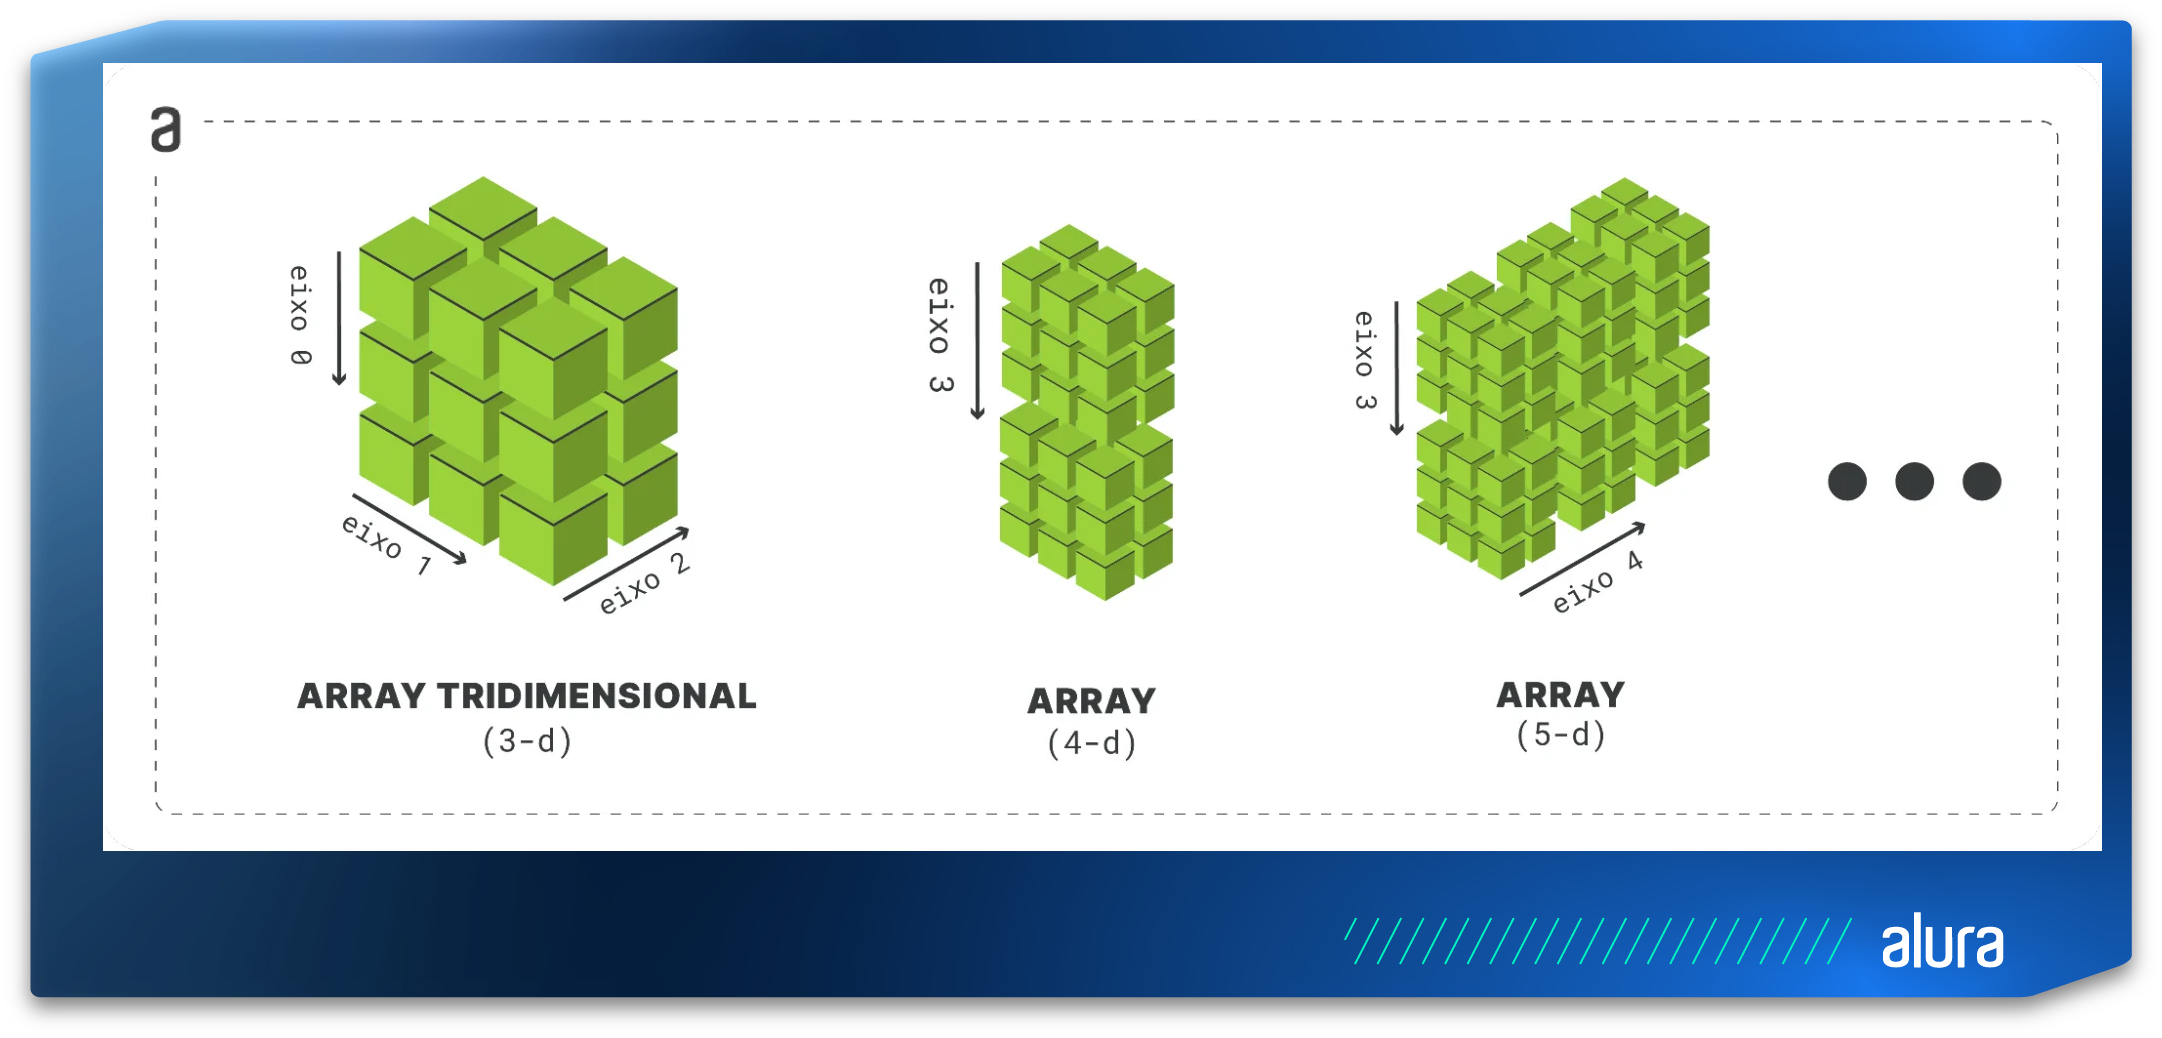 a
eixo 0
eixo 1
eixo 2
ARRAY TRIDIMENSIONAL
(3-d)
eixo 3
ARRAY
(4-d)
eixo 3
eixo 4
ARRAY
(5-d)
alura